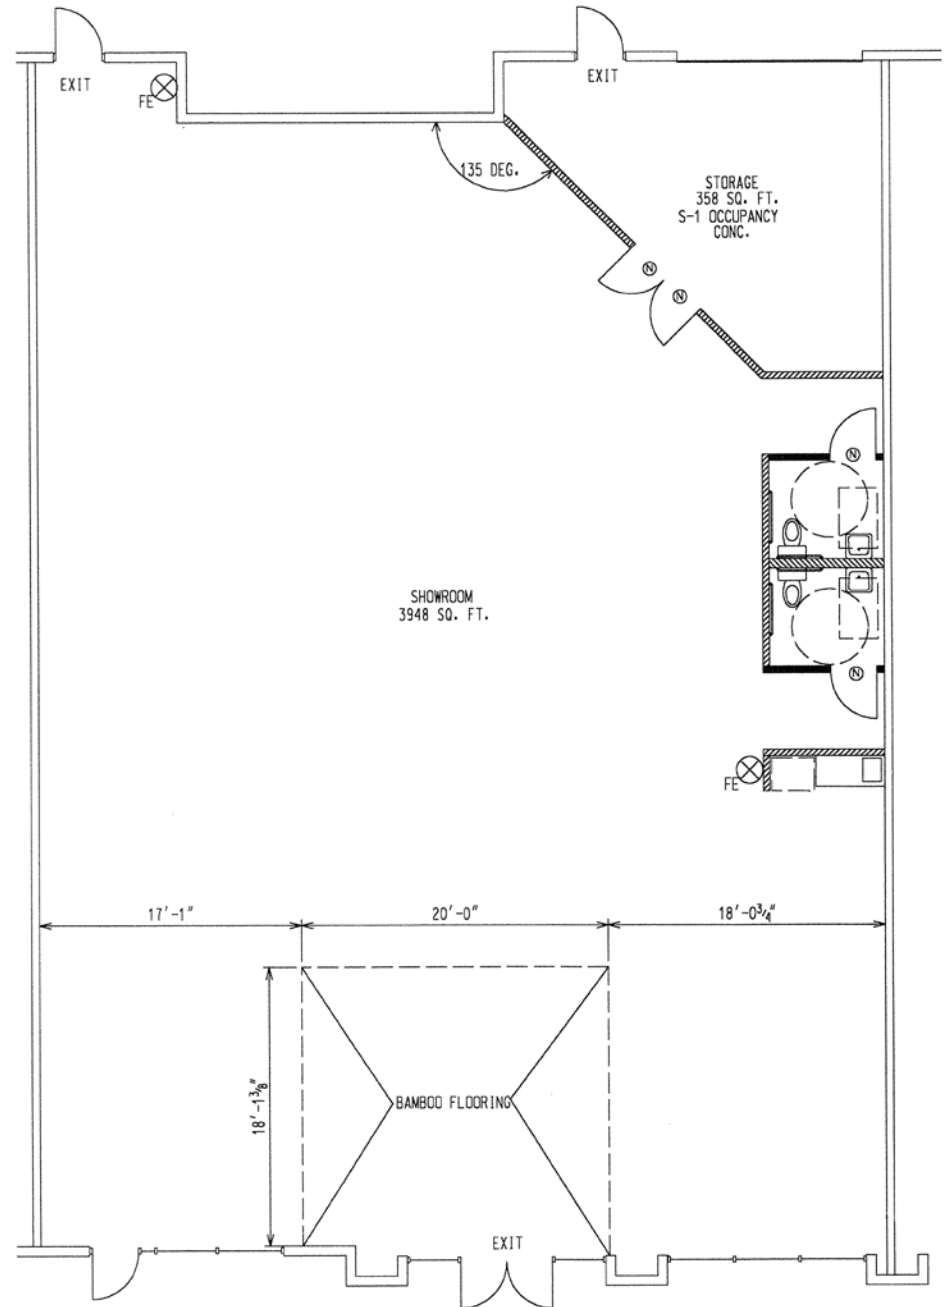 EXIT
EXIT
FE
135 DEG.
STORAGE
358 SQ. FT.
S-1 OCCUPANCY
CONC.
N
N
N
SHOWROOM
3948 SQ. FT.
N
FE
17'-1"
20'-0"
18'-0¾"
18'-1⅜"
BAMBOO FLOORING
EXIT